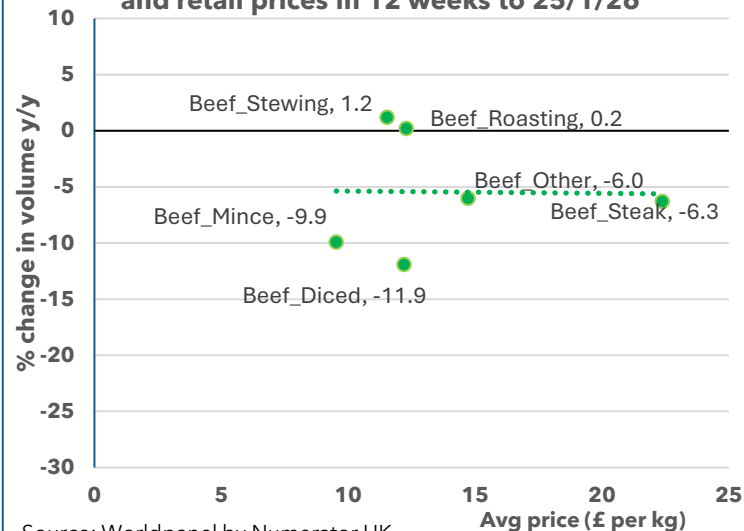 and retail prices in 12 weeks to 25/1/26
% change in volume y/y
10
5
0
-5
-10
-15
-20
-25
-30
Beef_Stewing, 1.2
Beef_Roasting, 0.2
Beef_Other, -6.0
Beef_Steak, -6.3
Beef_Mince, -9.9
Beef_Diced, -11.9
0 5 10 15 20 25
Avg price (£ per kg)
Source: Worldpanel by Numerator UK